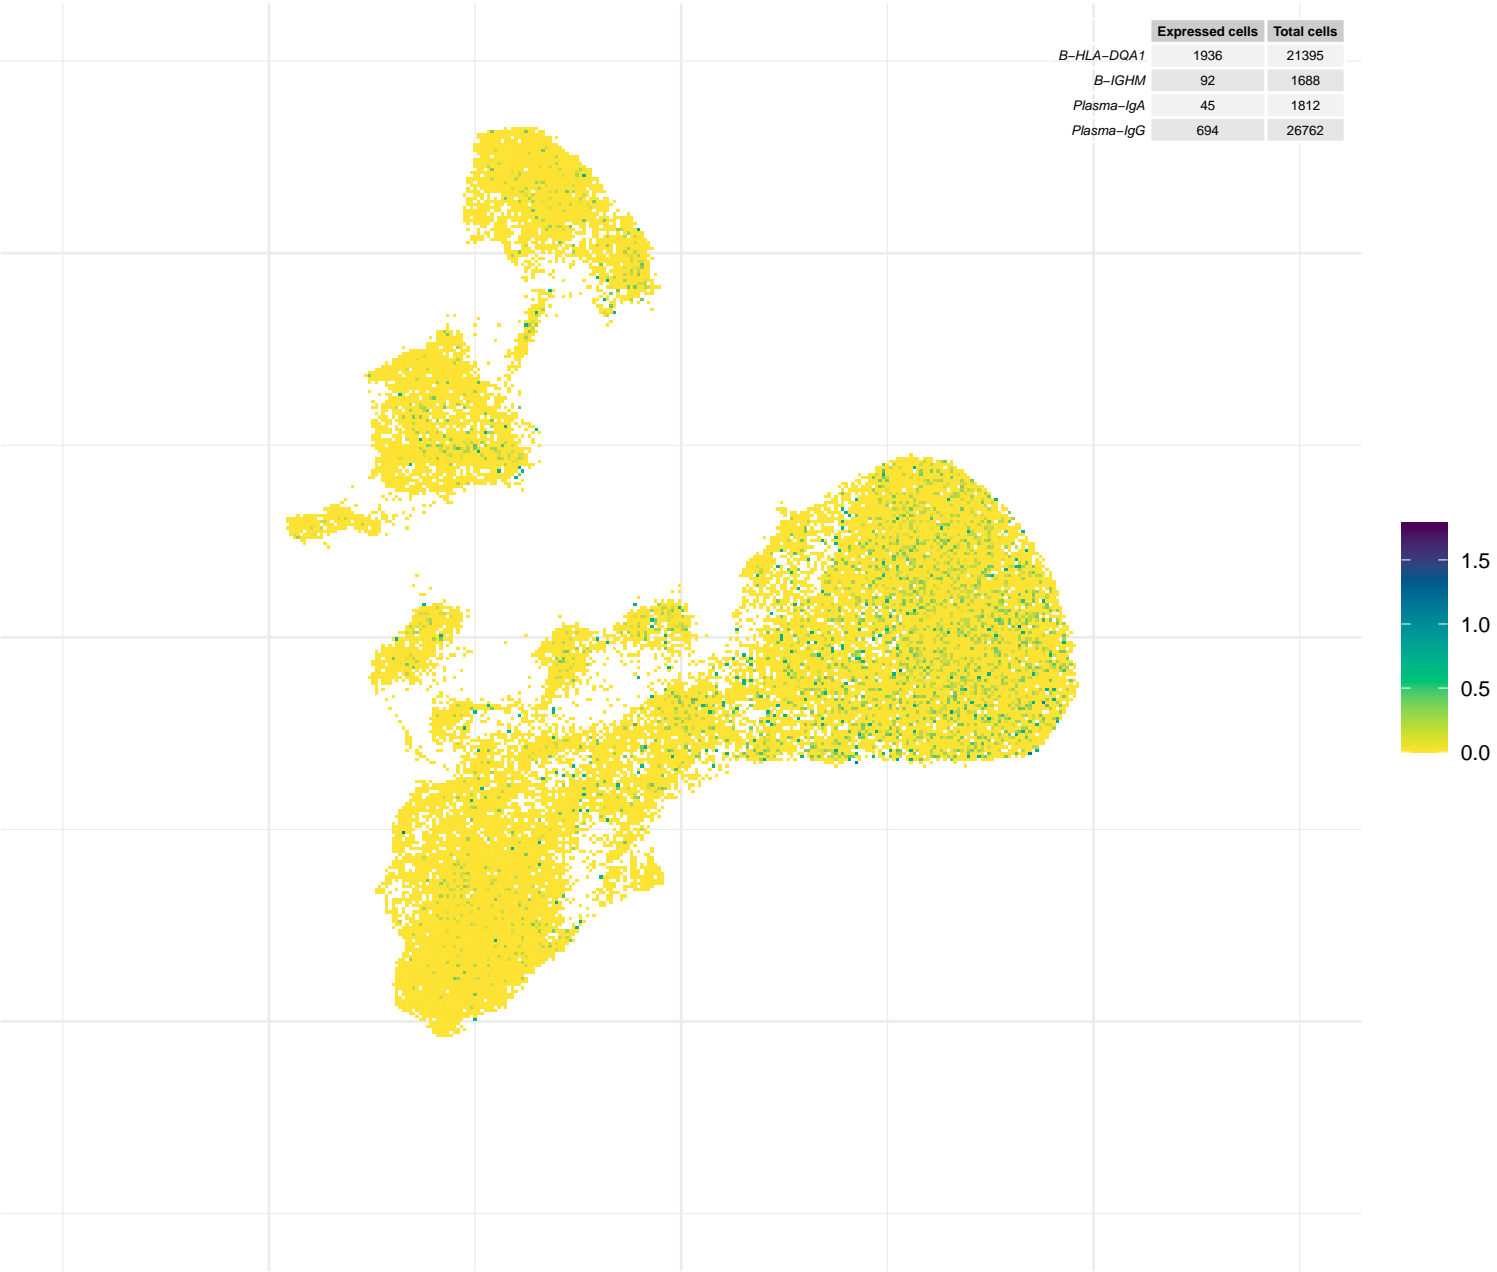 Expressed cells Total cells
B−HLA−DQA1 1936 21395
B−IGHM 92 1688
Plasma−IgA 45 1812
Plasma−IgG 694 26762
1.5
1.0
0.5
0.0